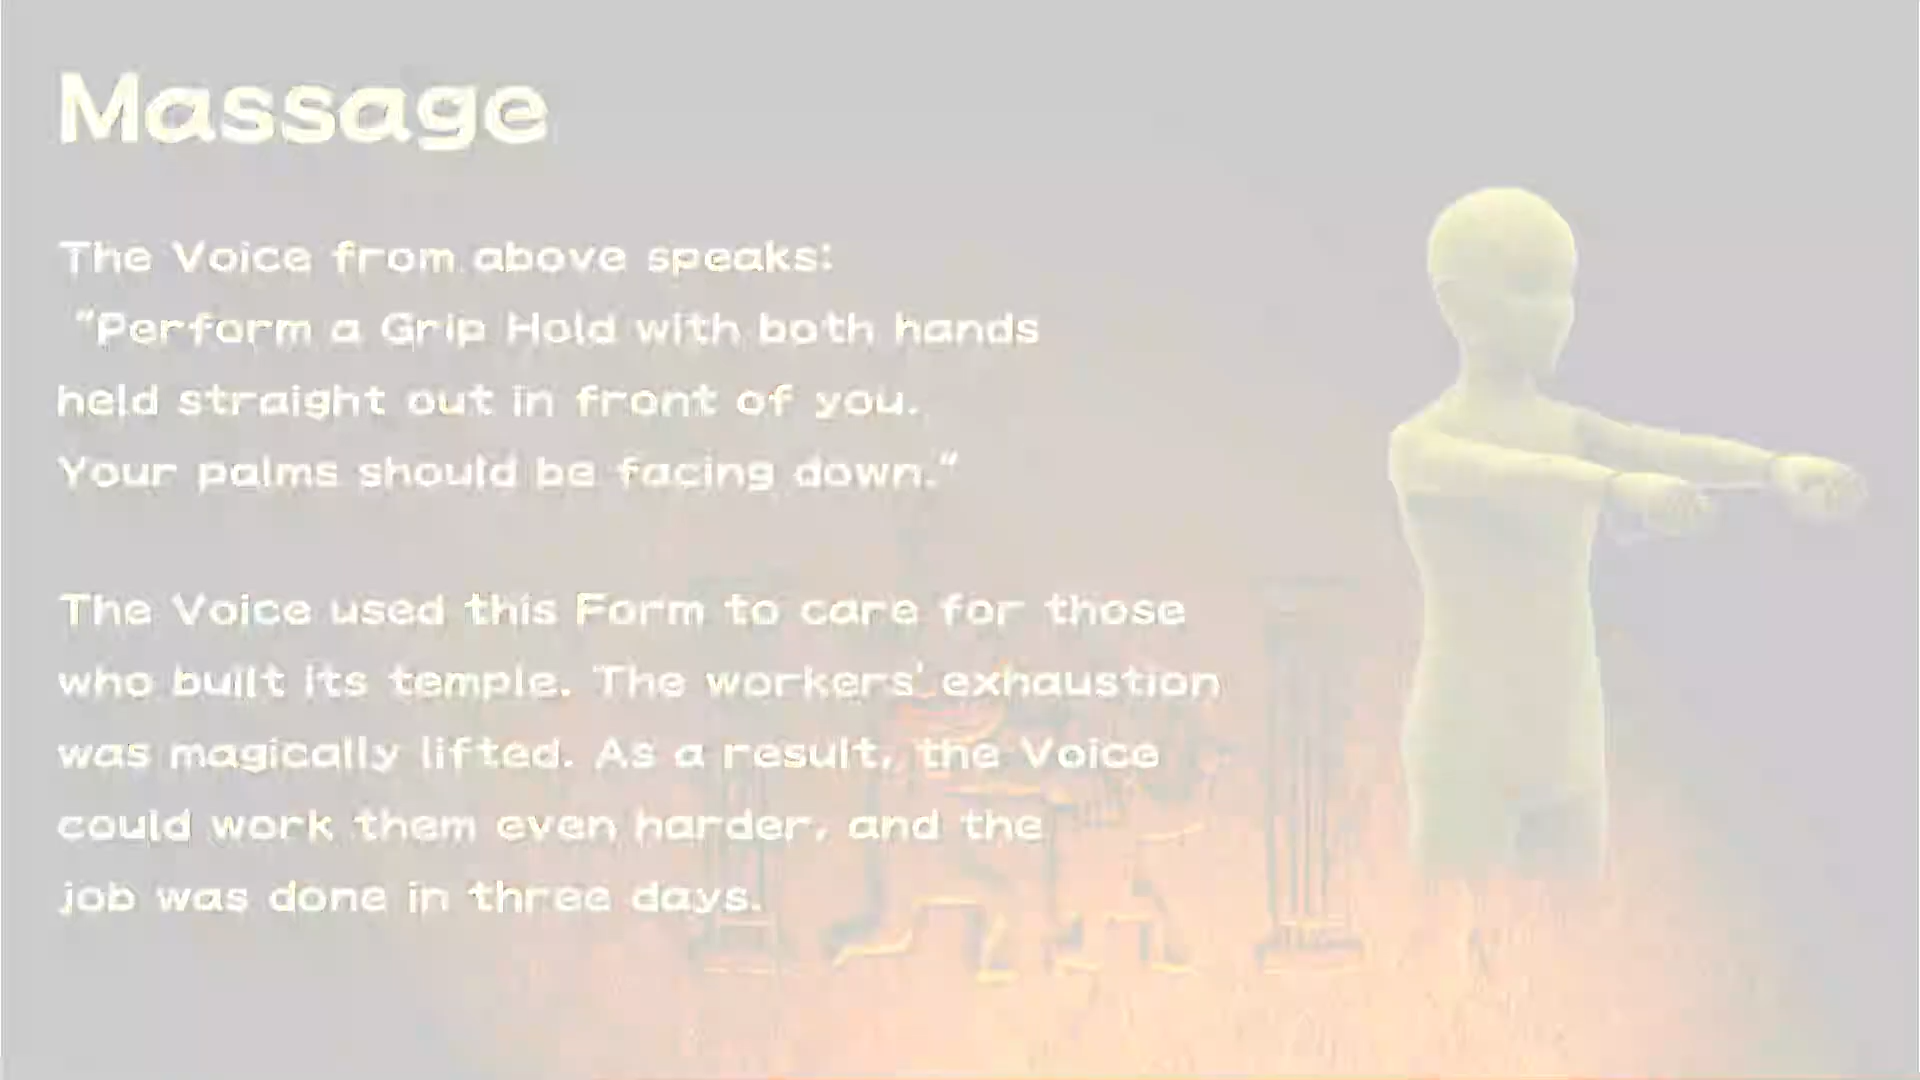 Massage
The Voice from above speaks:
"Perform a Grip Hold with both hands
held straight out in front of you.
Your palms should be facing down."
The Voice used this Form to care for those
who built its temple. The workers' exhaustion
was magically lifted. As a result, the Voice
could work them even harder, and the
job was done in three days.